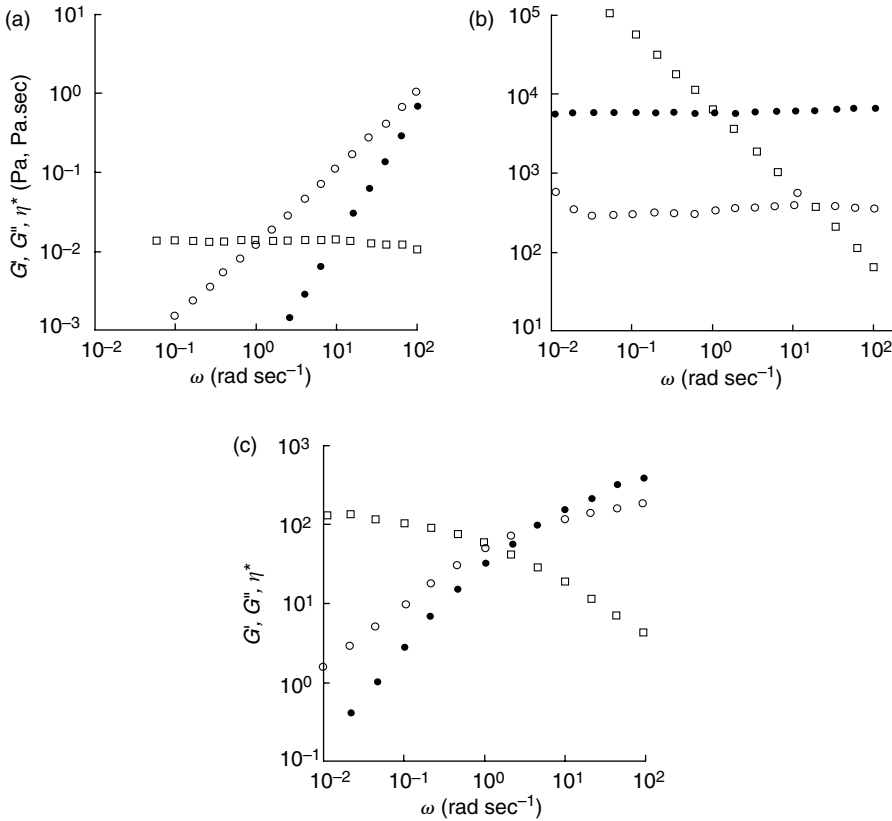 (a)
10¹
10⁰
10⁻¹
10⁻²
10⁻³
G', G'', η* (Pa, Pa.sec)
10⁻² 10⁻¹ 10⁰ 10¹ 10²
ω (rad sec⁻¹)
(b)
10⁵
10⁴
10³
10²
10¹
10⁻² 10⁻¹ 10⁰ 10¹ 10²
ω (rad sec⁻¹)
(c)
10³
10²
10¹
10⁰
10⁻¹
G', G'', η*
10⁻² 10⁻¹ 10⁰ 10¹ 10²
ω (rad sec⁻¹)